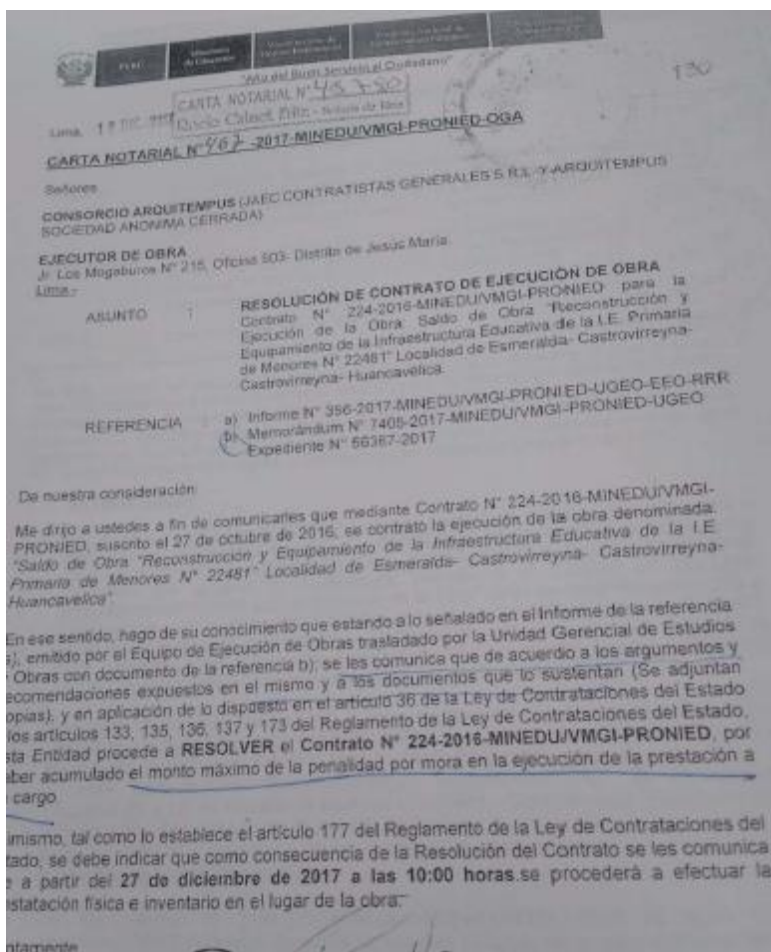 PERÚ
Ministerio de Educación
"Año del Buen Servicio al Ciudadano"
CARTA NOTARIAL N° 45750
Notaria de Lima
130
Lima,
CARTA NOTARIAL N° 467 -2017-MINEDU/VMGI-PRONIED-OGA
Señores
CONSORCIO ARQUITEMPUS (JAEC CONTRATISTAS GENERALES S.R.L -Y-ARQUITEMPUS
SOCIEDAD ANONIMA CERRADA)
EJECUTOR DE OBRA
Jr. Los Mogaburos N° 215, Oficina 503- Distrito de Jesús María.
Lima.-
ASUNTO : RESOLUCIÓN DE CONTRATO DE EJECUCIÓN DE OBRA
Contrato N° 224-2016-MINEDU/VMGI-PRONIED para la
Ejecución de la Obra: Saldo de Obra "Reconstrucción y
Equipamiento de la Infraestructura Educativa de la I.E. Primaria
de Menores N° 22481" Localidad de Esmeralda- Castrovirreyna-
Castrovirreyna- Huancavelica.
REFERENCIA : a) Informe N° 356-2017-MINEDU/VMGI-PRONIED-UGEO-EEO-RRR
b) Memorándum N° 7405-2017-MINEDU/VMGI-PRONIED-UGEO
Expediente N° 56367-2017
De nuestra consideración:
Me dirijo a ustedes a fin de comunicarles que mediante Contrato N° 224-2016-MINEDU/VMGI-
PRONIED, suscrito el 27 de octubre de 2016, se contrató la ejecución de la obra denominada:
"Saldo de Obra "Reconstrucción y Equipamiento de la Infraestructura Educativa de la I.E.
Primaria de Menores N° 22481" Localidad de Esmeralda- Castrovirreyna- Castrovirreyna-
Huancavelica".
En ese sentido, hago de su conocimiento que estando a lo señalado en el Informe de la referencia
a), emitido por el Equipo de Ejecución de Obras trasladado por la Unidad Gerencial de Estudios
Obras con documento de la referencia b); se les comunica que de acuerdo a los argumentos y
ecomendaciones expuestos en el mismo y a los documentos que lo sustentan (Se adjuntan
opias), y en aplicación de lo dispuesto en el artículo 36 de la Ley de Contrataciones del Estado
los artículos 133, 135, 136, 137 y 173 del Reglamento de la Ley de Contrataciones del Estado,
sta Entidad procede a RESOLVER el Contrato N° 224-2016-MINEDU/VMGI-PRONIED, por
aber acumulado el monto máximo de la penalidad por mora en la ejecución de la prestación a
cargo
imismo, tal como lo establece el artículo 177 del Reglamento de la Ley de Contrataciones del
tado, se debe indicar que como consecuencia de la Resolución del Contrato se les comunica
e a partir del 27 de diciembre de 2017 a las 10:00 horas.se procederá a efectuar la
nstatación física e inventario en el lugar de la obra.
ntamente